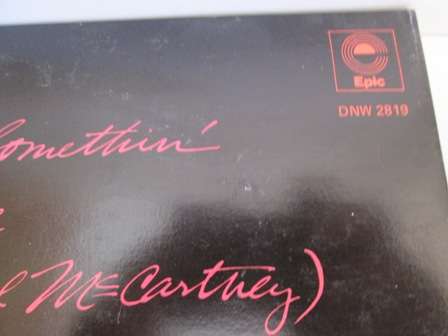 Epic
DNW 2819
Somethin'
McCartney)